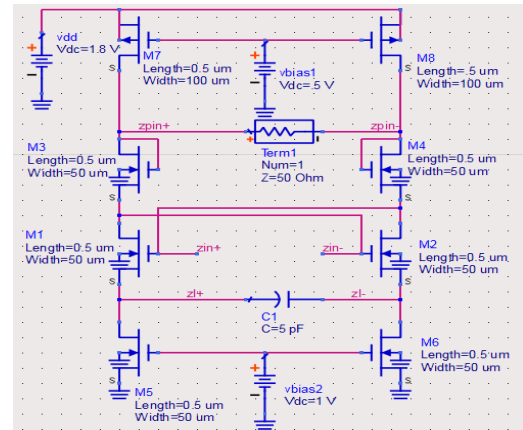 vdd
Vdc=1.8 V
M7
Length=0.5 um
Width=100 um
S
vbias1
Vdc=.5 V
M8
Length=.5 um
Width=100 um
S
zpin+
zpin-
Term1
Num=1
Z=50 Ohm
M3
Length=0.5 um
Width=50 um
S
M4
Length=0.5 um
Width=50 um
S
M1
Length=0.5 um
Width=50 um
S
zin+
zin-
M2
Length=0.5 um
Width=50 um
S
zl+
zl-
C1
C=5 pF
M5
Length=0.5 um
Width=50 um
S
vbias2
Vdc=1 V
M6
Length=0.5 um
Width=50 um
S